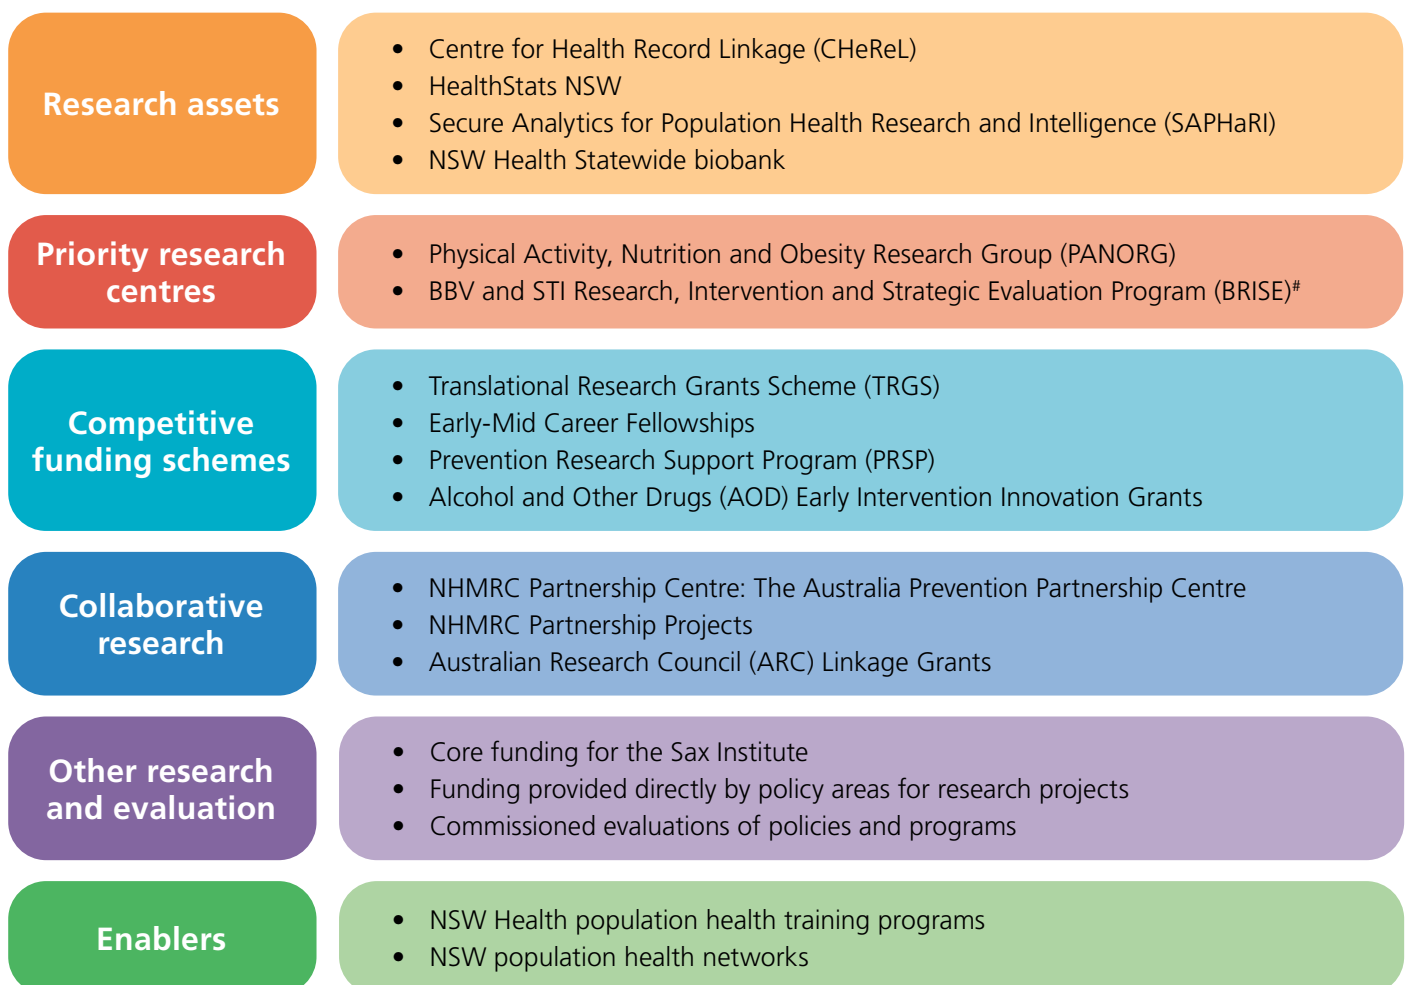 Research assets
• Centre for Health Record Linkage (CHeReL)
• HealthStats NSW
• Secure Analytics for Population Health Research and Intelligence (SAPHaRI)
• NSW Health Statewide biobank
Priority research
centres
• Physical Activity, Nutrition and Obesity Research Group (PANORG)
• BBV and STI Research, Intervention and Strategic Evaluation Program (BRISE)#
Competitive
funding schemes
• Translational Research Grants Scheme (TRGS)
• Early-Mid Career Fellowships
• Prevention Research Support Program (PRSP)
• Alcohol and Other Drugs (AOD) Early Intervention Innovation Grants
Collaborative
research
• NHMRC Partnership Centre: The Australia Prevention Partnership Centre
• NHMRC Partnership Projects
• Australian Research Council (ARC) Linkage Grants
Other research
and evaluation
• Core funding for the Sax Institute
• Funding provided directly by policy areas for research projects
• Commissioned evaluations of policies and programs
Enablers
• NSW Health population health training programs
• NSW population health networks